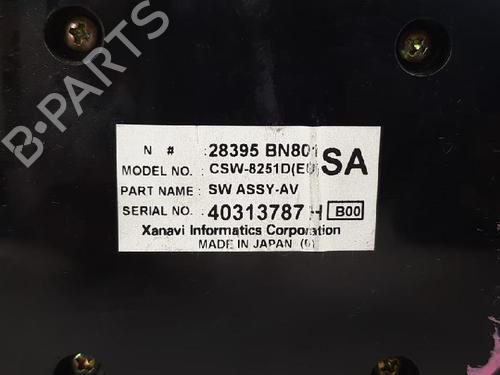 B-PARTS
N # : 28395 BN801 SA
MODEL NO. : CSW-8251D(EU)
PART NAME : SW ASSY-AV
SERIAL NO. : 40313787 H B00
Xanavi Informatics Corporation
MADE IN JAPAN (0)